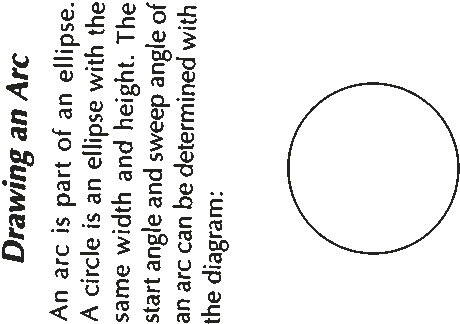 Drawing an Arc
An arc is part of an ellipse.
A circle is an ellipse with the
same width and height. The
start angle and sweep angle of
an arc can be determined with
the diagram: